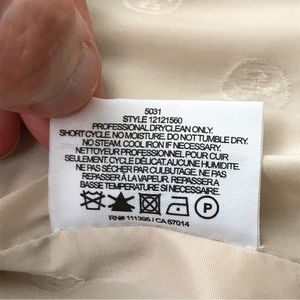 5031
STYLE 12121560
PROFESSIONAL DRYCLEAN ONLY.
SHORT CYCLE. NO MOISTURE. DO NOT TUMBLE DRY.
NO STEAM. COOL IRON IF NECESSARY.
NETTOYEUR PROFESSIONNEL POUR CUIR
SEULEMENT. CYCLE DÉLICAT. AUCUNE HUMIDITÉ.
NE PAS SÉCHER PAR CULBUTAGE. NE PAS
REPASSER À LA VAPEUR. REPASSER À
BASSE TEMPERATURE SI NÉCESSAIRE.
P
RN# 111395 / CA 57014